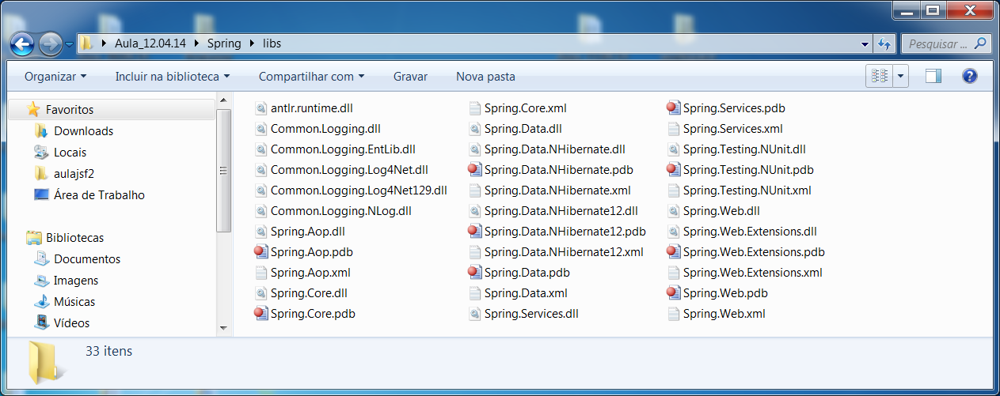 Aula_12.04.14 Spring libs
Pesquisar ...
Organizar Incluir na biblioteca Compartilhar com Gravar Nova pasta
Favoritos
Downloads
Locais
aulajsf2
Área de Trabalho
Bibliotecas
Documentos
Imagens
Músicas
Vídeos
antlr.runtime.dll
Common.Logging.dll
Common.Logging.EntLib.dll
Common.Logging.Log4Net.dll
Common.Logging.Log4Net129.dll
Common.Logging.NLog.dll
Spring.Aop.dll
Spring.Aop.pdb
Spring.Aop.xml
Spring.Core.dll
Spring.Core.pdb
Spring.Core.xml
Spring.Data.dll
Spring.Data.NHibernate.dll
Spring.Data.NHibernate.pdb
Spring.Data.NHibernate.xml
Spring.Data.NHibernate12.dll
Spring.Data.NHibernate12.pdb
Spring.Data.NHibernate12.xml
Spring.Data.pdb
Spring.Data.xml
Spring.Services.dll
Spring.Services.pdb
Spring.Services.xml
Spring.Testing.NUnit.dll
Spring.Testing.NUnit.pdb
Spring.Testing.NUnit.xml
Spring.Web.dll
Spring.Web.Extensions.dll
Spring.Web.Extensions.pdb
Spring.Web.Extensions.xml
Spring.Web.pdb
Spring.Web.xml
33 itens